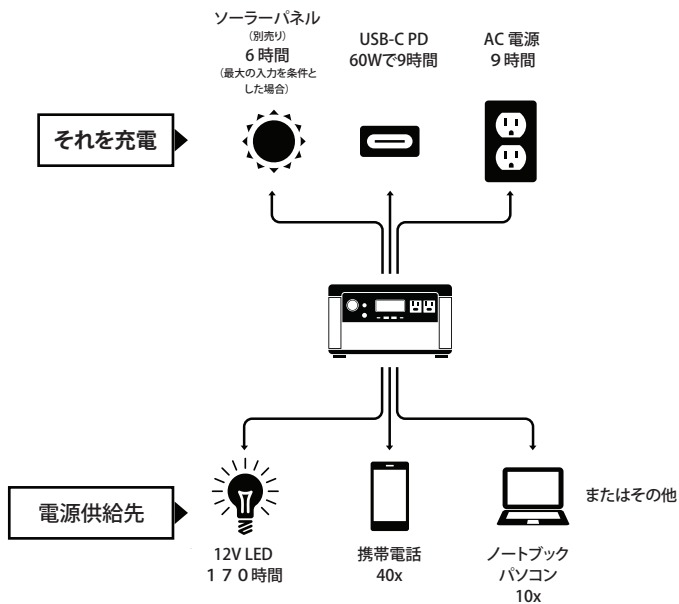 ソーラーパネル
（別売り）
6 時間
（最大の入力を条件と
した場合）
USB-C PD
60Wで9時間
AC 電源
９時間
それを充電
電源供給先
12V LED
１７０時間
携帯電話
40x
ノートブック
パソコン
10x
またはその他